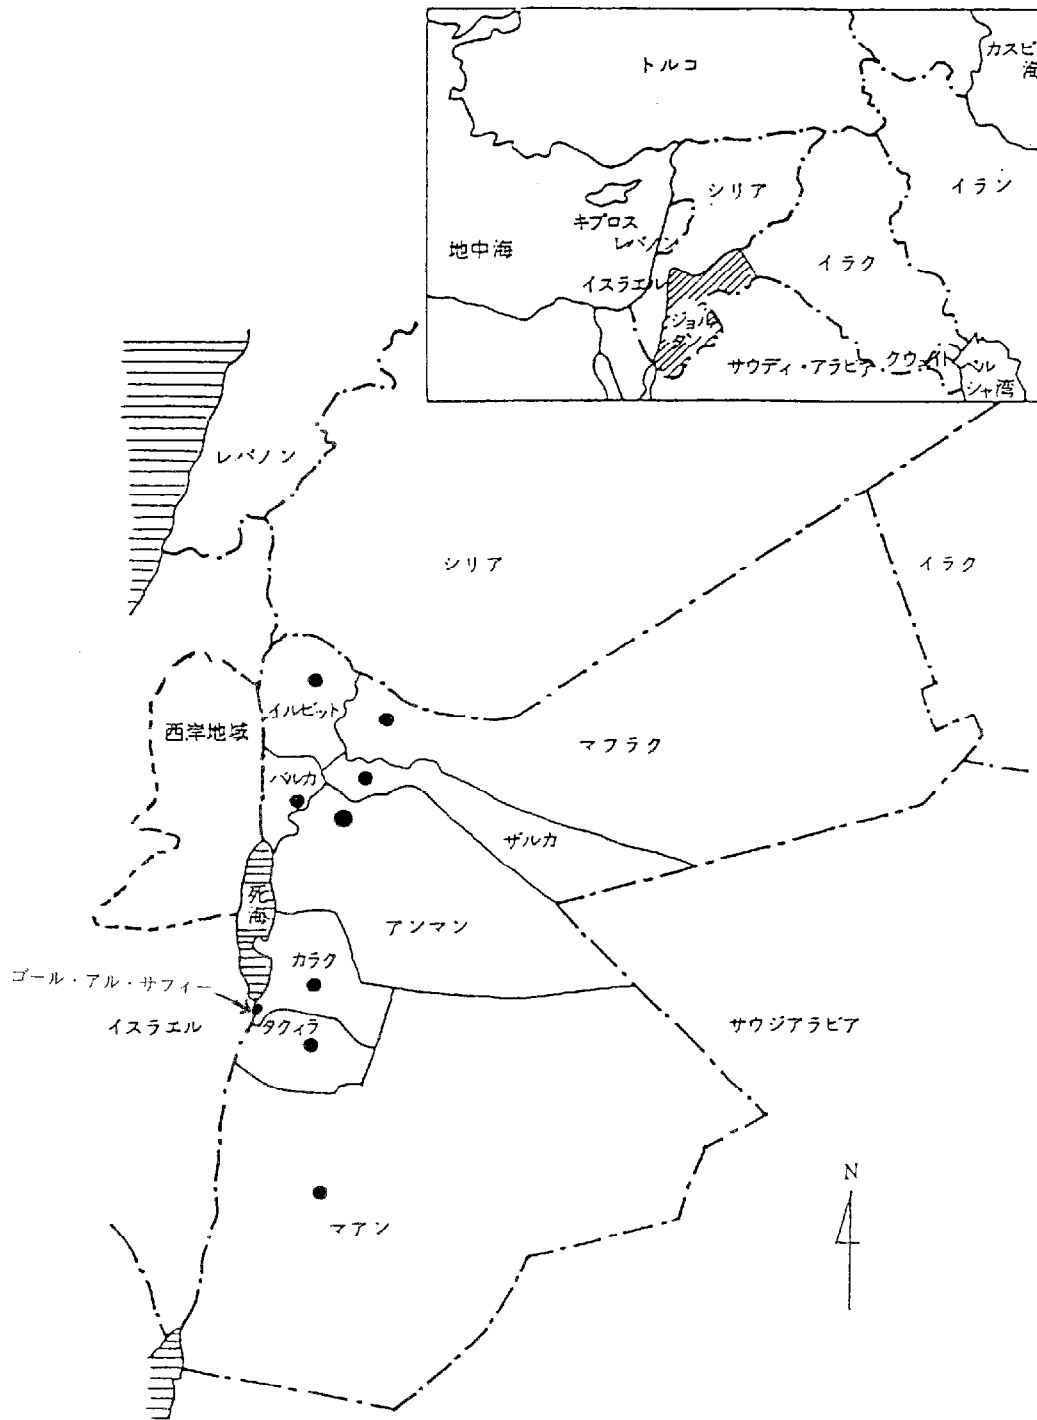 トルコ
カスピ
海
シリア
イラン
キプロス
レバノン
地中海
イラク
イスラエル
ジョル
ダン
サウディ・アラビア
クウェイト
ペル
シャ湾
レバノン
シリア
イラク
イルビット
西岸地域
マフラク
バルカ
ザルカ
死
海
アンマン
カラク
ゴール・アル・サフィー
イスラエル
タフィラ
サウジアラビア
N
マアン